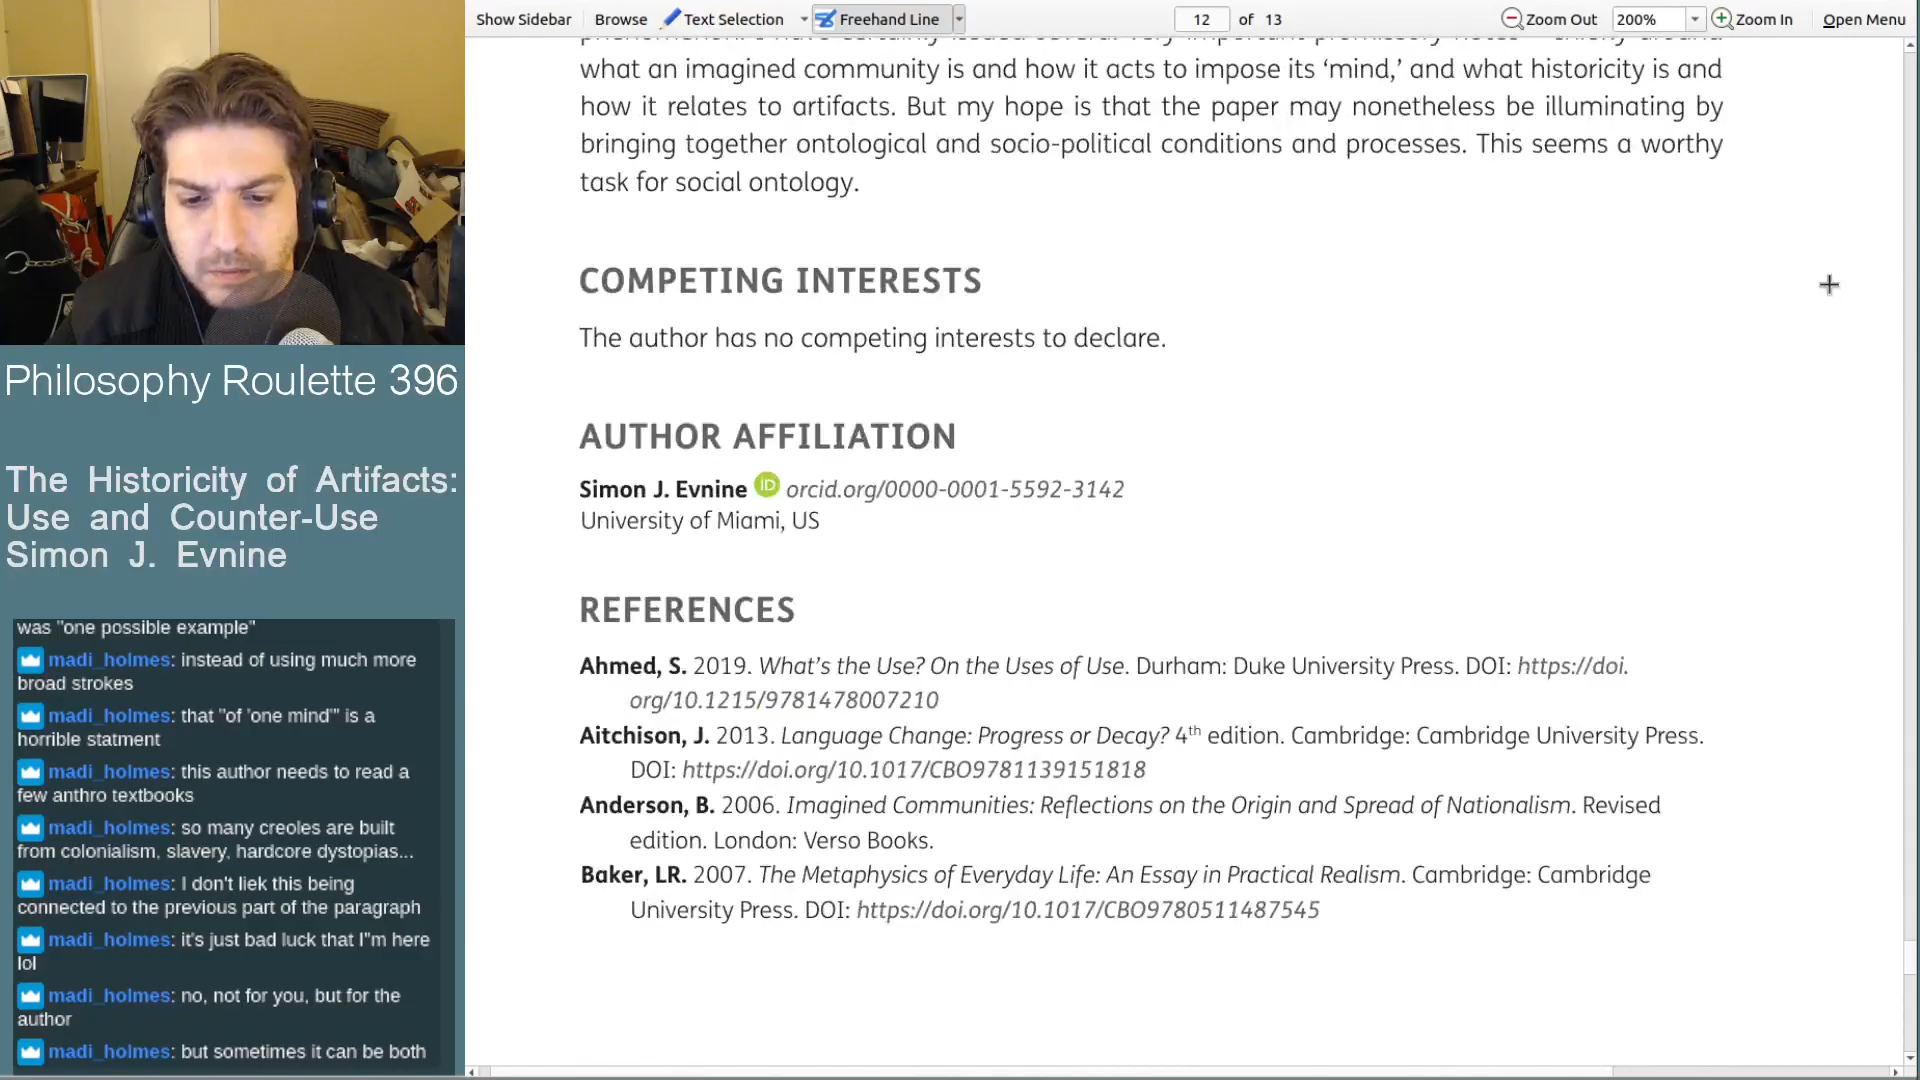 Show Sidebar Browse Text Selection Freehand Line 12 of 13 Zoom Out 200% Zoom In Open Menu
what an imagined community is and how it acts to impose its ‘mind,’ and what historicity is and
how it relates to artifacts. But my hope is that the paper may nonetheless be illuminating by
bringing together ontological and socio-political conditions and processes. This seems a worthy
task for social ontology.
COMPETING INTERESTS
The author has no competing interests to declare.
AUTHOR AFFILIATION
Simon J. Evnine iD orcid.org/0000-0001-5592-3142
University of Miami, US
REFERENCES
Ahmed, S. 2019. What’s the Use? On the Uses of Use. Durham: Duke University Press. DOI: https://doi.
org/10.1215/9781478007210
Aitchison, J. 2013. Language Change: Progress or Decay? 4th edition. Cambridge: Cambridge University Press.
DOI: https://doi.org/10.1017/CBO9781139151818
Anderson, B. 2006. Imagined Communities: Reflections on the Origin and Spread of Nationalism. Revised
edition. London: Verso Books.
Baker, LR. 2007. The Metaphysics of Everyday Life: An Essay in Practical Realism. Cambridge: Cambridge
University Press. DOI: https://doi.org/10.1017/CBO9780511487545
Philosophy Roulette 396
The Historicity of Artifacts:
Use and Counter-Use
Simon J. Evnine
was "one possible example"
madi_holmes: instead of using much more
broad strokes
madi_holmes: that "of 'one mind'" is a
horrible statment
madi_holmes: this author needs to read a
few anthro textbooks
madi_holmes: so many creoles are built
from colonialism, slavery, hardcore dystopias...
madi_holmes: I don't liek this being
connected to the previous part of the paragraph
madi_holmes: it's just bad luck that I"m here
lol
madi_holmes: no, not for you, but for the
author
madi_holmes: but sometimes it can be both